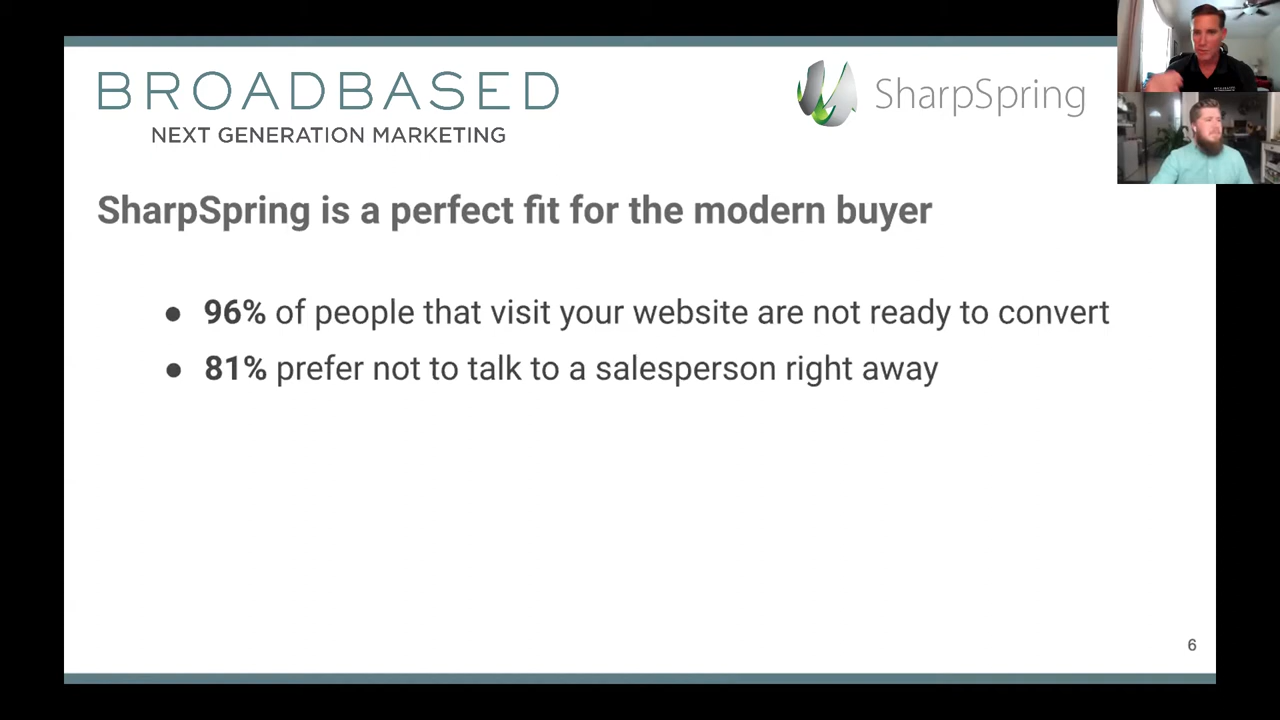 BROADBASED
NEXT GENERATION MARKETING
SharpSpring
SharpSpring is a perfect fit for the modern buyer
● 96% of people that visit your website are not ready to convert
● 81% prefer not to talk to a salesperson right away
6